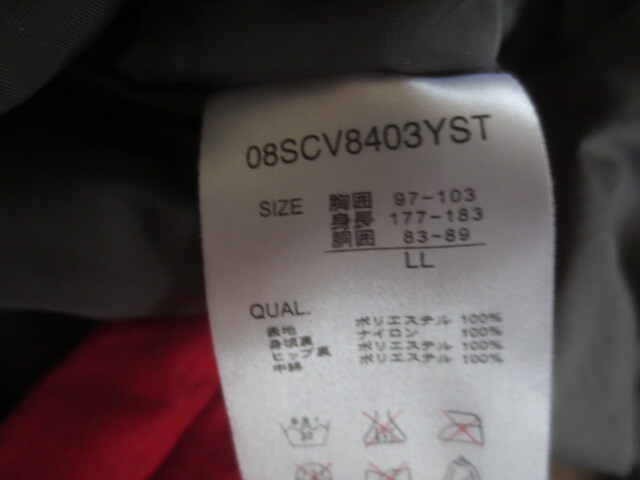 08SCV8403YST
SIZE 胸囲 97-103
身長 177-183
胴囲 83-89
LL
QUAL.
表地 ポリエステル 100%
身頃裏 ナイロン 100%
ヒップ裏 ポリエステル 100%
中綿 ポリエステル 100%